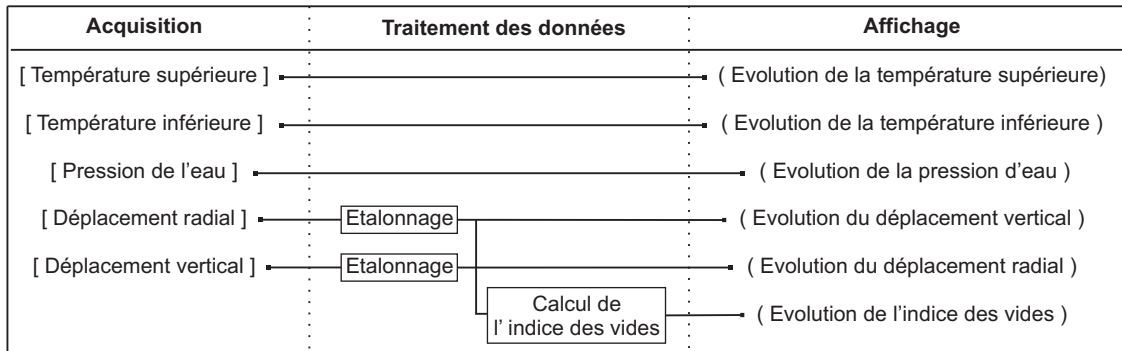 Acquisition Traitement des données Affichage
[ Température supérieure ] ( Evolution de la température supérieure)
[ Température inférieure ] ( Evolution de la température inférieure )
[ Pression de l'eau ] ( Evolution de la pression d'eau )
[ Déplacement radial ] Etalonnage ( Evolution du déplacement vertical )
[ Déplacement vertical ] Etalonnage ( Evolution du déplacement radial )
Calcul de
l' indice des vides ( Evolution de l'indice des vides )